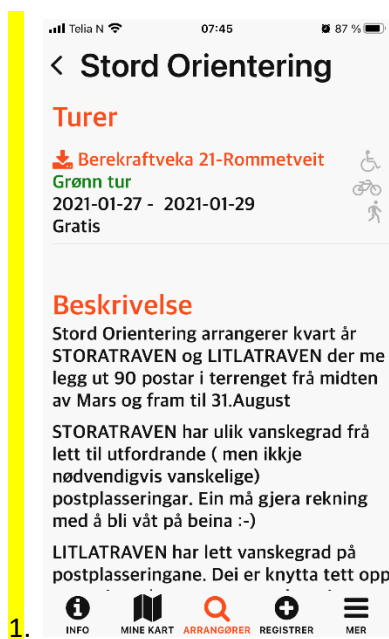 Telia N 07:45 87 %
< Stord Orientering
Turer
Berekraftveka 21-Rommetveit
Grønn tur
2021-01-27 - 2021-01-29
Gratis
Beskrivelse
Stord Orientering arrangerer kvart år
STORATRAVEN og LITLATRAVEN der me
legg ut 90 postar i terrenget frå midten
av Mars og fram til 31.August
STORATRAVEN har ulik vanskegrad frå
lett til utfordrande ( men ikkje
nødvendigvis vanskelige)
postplasseringar. Ein må gjera rekning
med å bli våt på beina :-)
LITLATRAVEN har lett vanskegrad på
postplasseringane. Dei er knytta tett opp
INFO MINE KART ARRANGØRER REGISTRER MER
1.